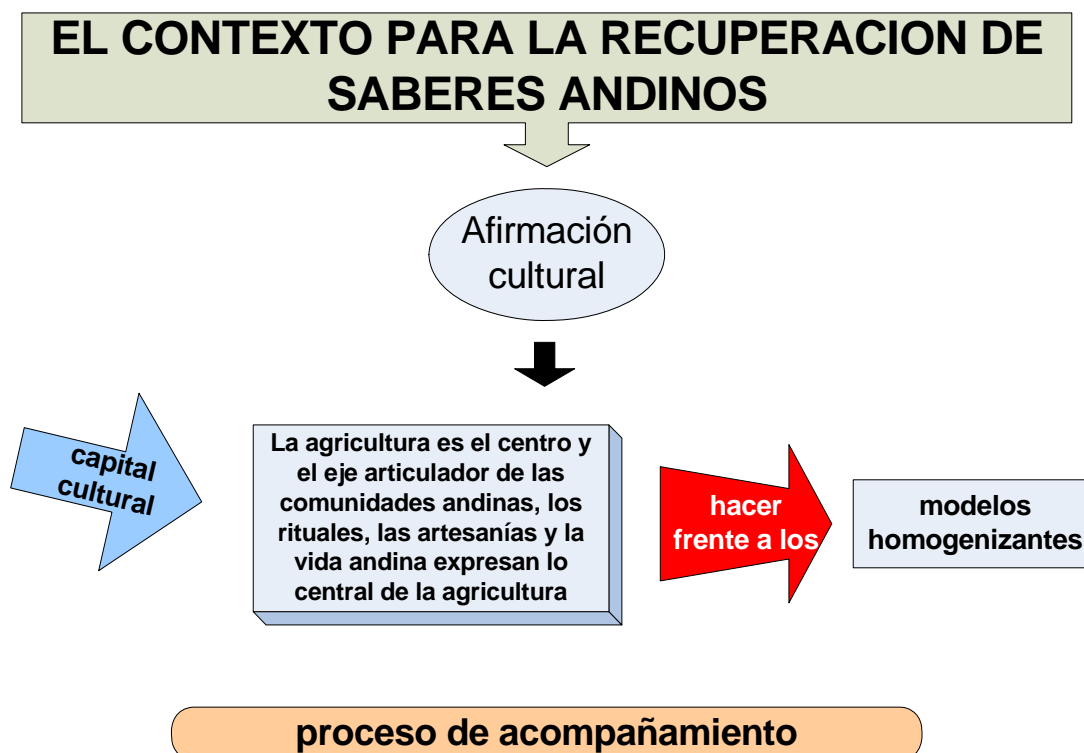 EL CONTEXTO PARA LA RECUPERACION DE
SABERES ANDINOS
Afirmación
cultural
capital
cultural
La agricultura es el centro y
el eje articulador de las
comunidades andinas, los
rituales, las artesanías y la
vida andina expresan lo
central de la agricultura
hacer
frente a los
modelos
homogenizantes
proceso de acompañamiento